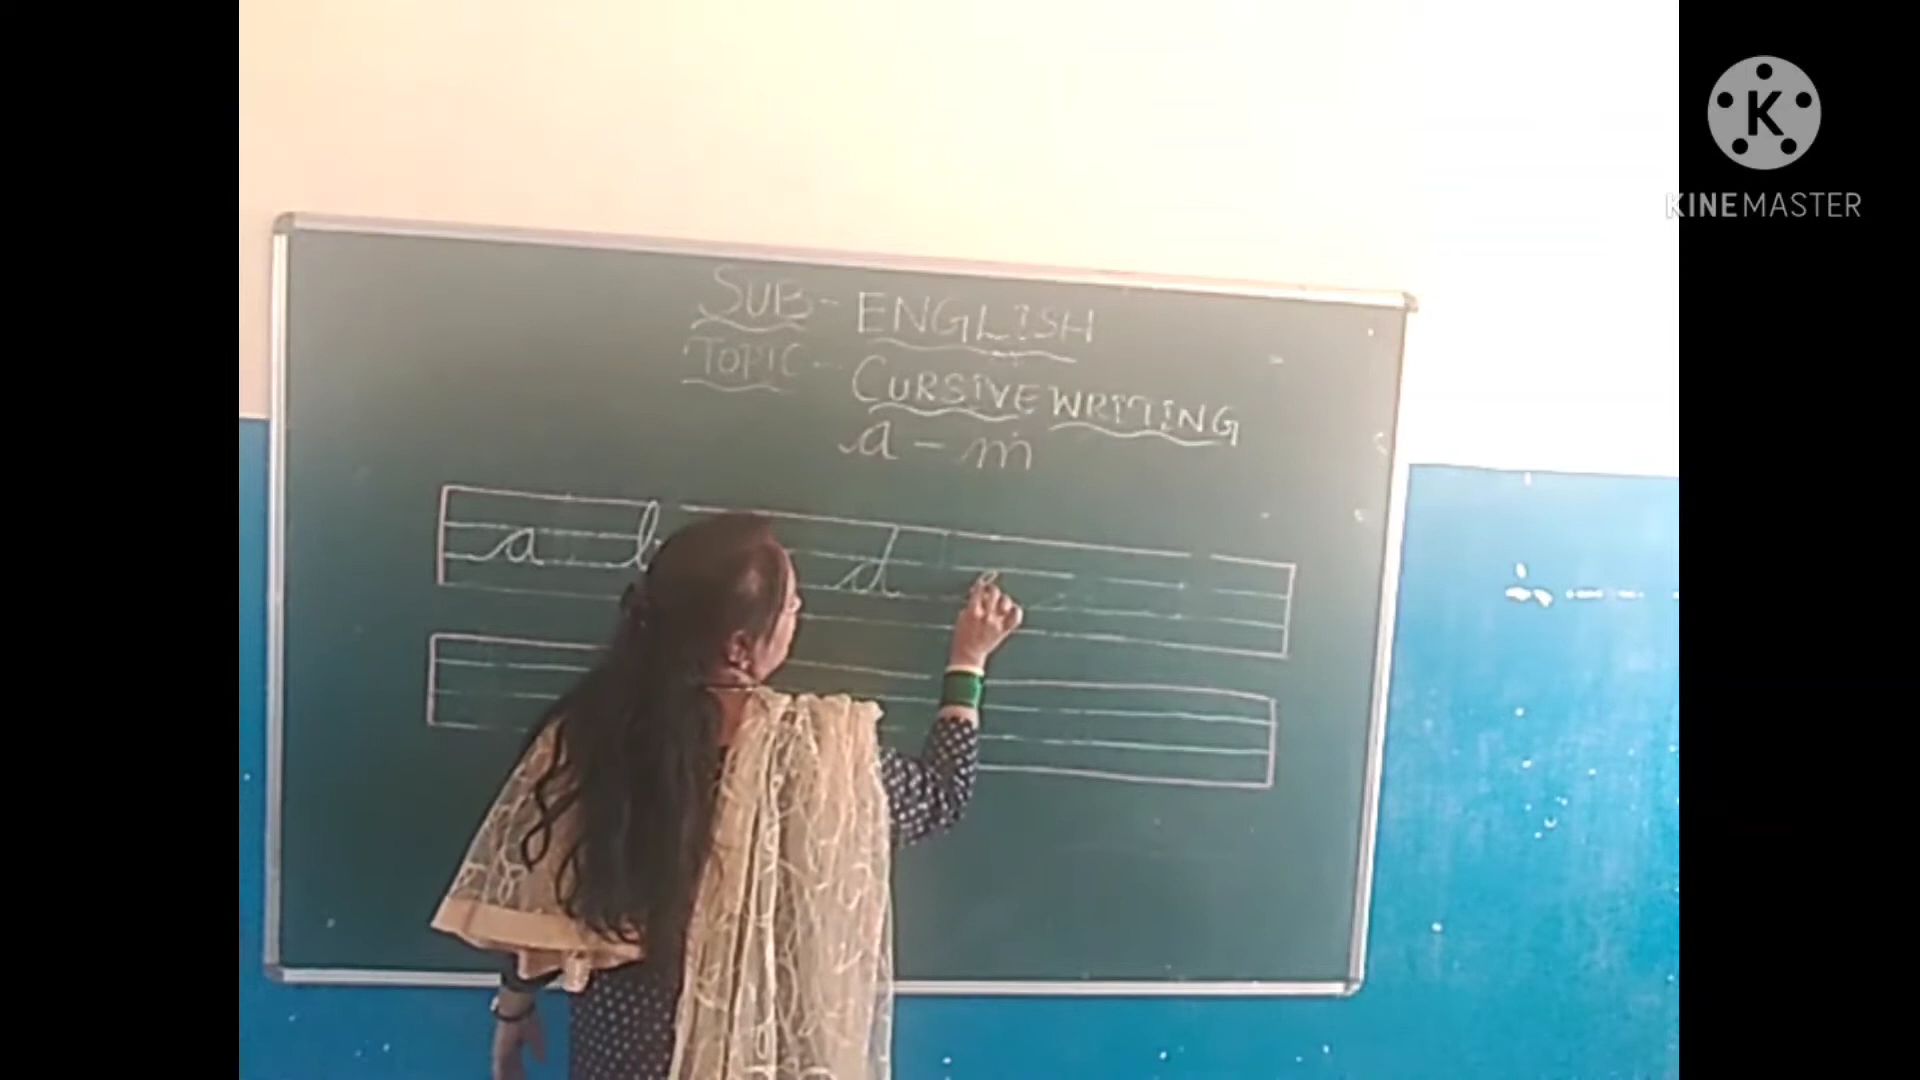 KINEMASTER
SUB - ENGLISH
TOPIC - CURSIVE WRITING
a - m
a b d e